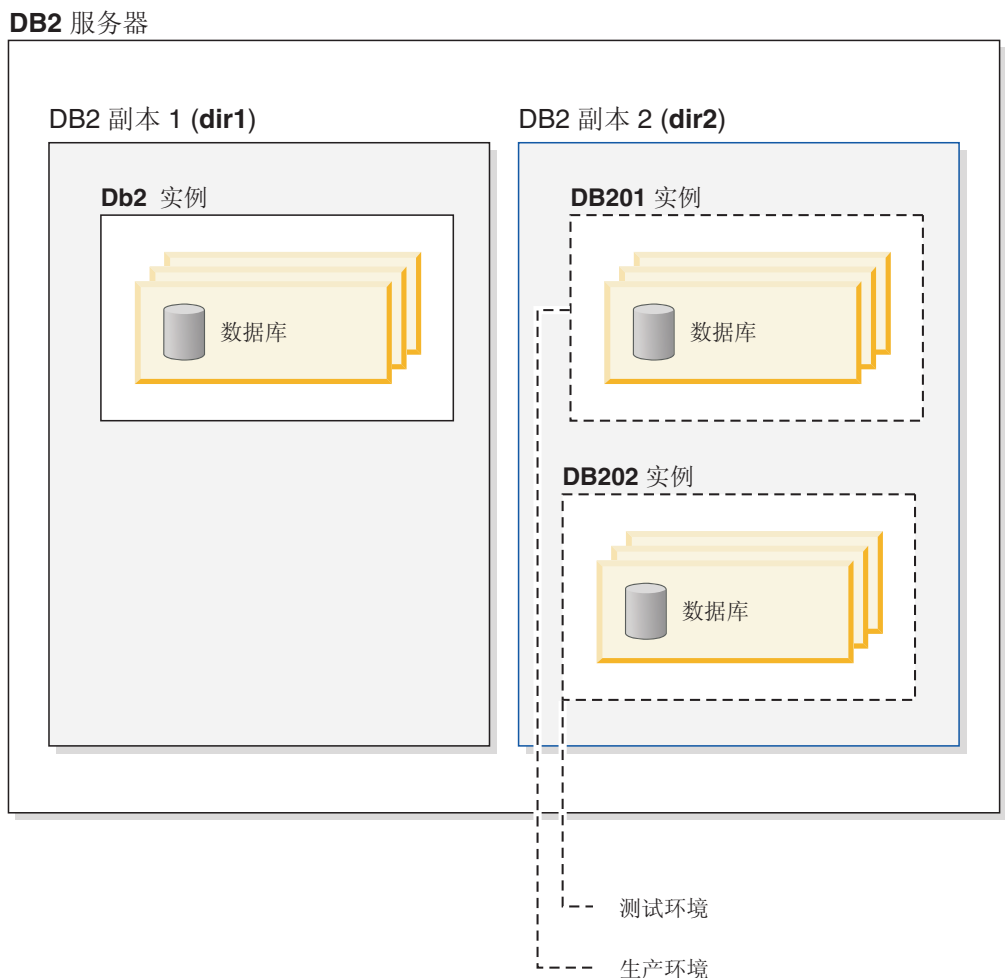 DB2 服务器
DB2 副本 1 (dir1)
DB2 副本 2 (dir2)
Db2 实例
数据库
DB201 实例
数据库
DB202 实例
数据库
测试环境
生产环境